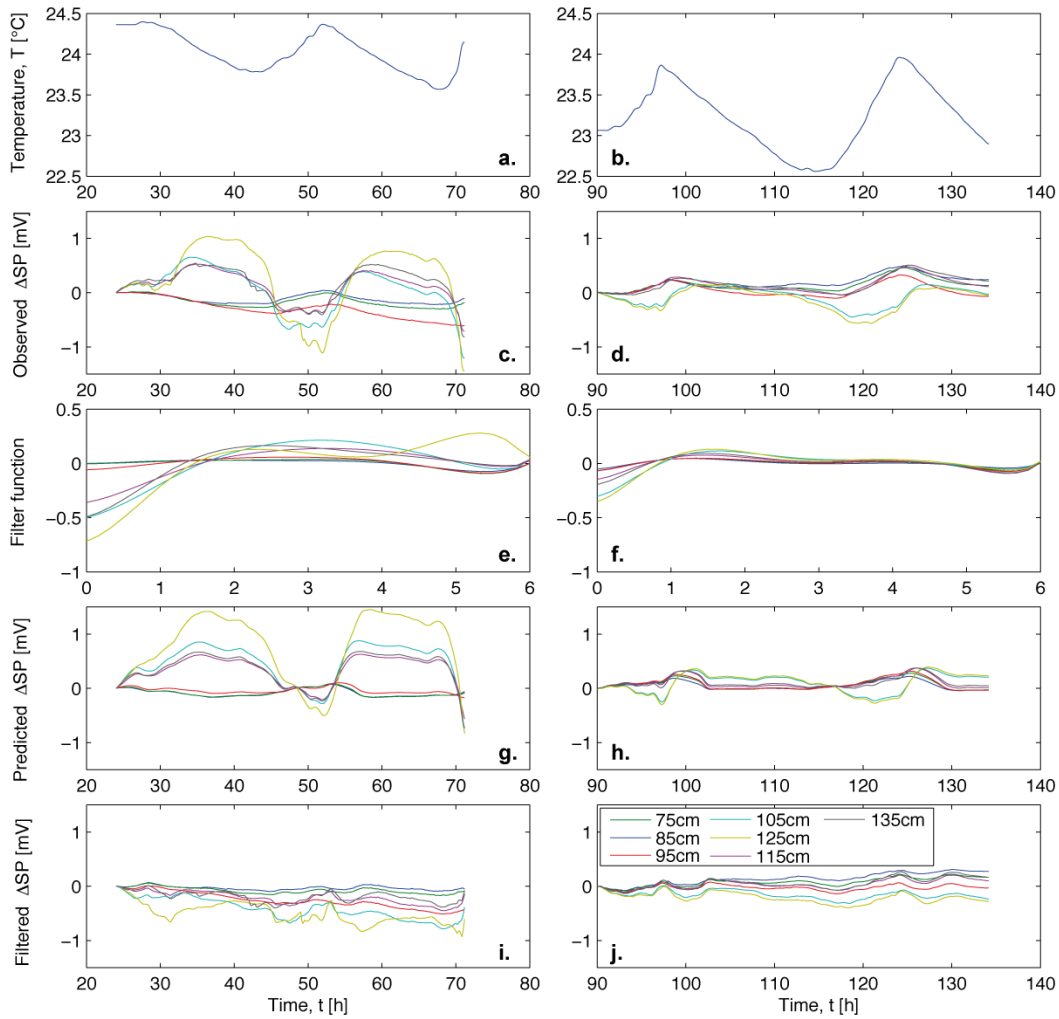 Temperature, T [°C]
24.5
24
23.5
23
22.5
a.
20 30 40 50 60 70 80
24.5
24
23.5
23
22.5
b.
90 100 110 120 130 140
Observed ΔSP [mV]
1
0
−1
c.
20 30 40 50 60 70 80
1
0
−1
d.
90 100 110 120 130 140
Filter function
0.5
0
−0.5
−1
e.
0 1 2 3 4 5 6
0.5
0
−0.5
−1
f.
0 1 2 3 4 5 6
Predicted ΔSP [mV]
1
0
−1
g.
20 30 40 50 60 70 80
1
0
−1
h.
90 100 110 120 130 140
Filtered ΔSP [mV]
1
0
−1
i.
20 30 40 50 60 70 80
Time, t [h]
1
0
−1
75cm 105cm 135cm
85cm 125cm
95cm 115cm
j.
90 100 110 120 130 140
Time, t [h]